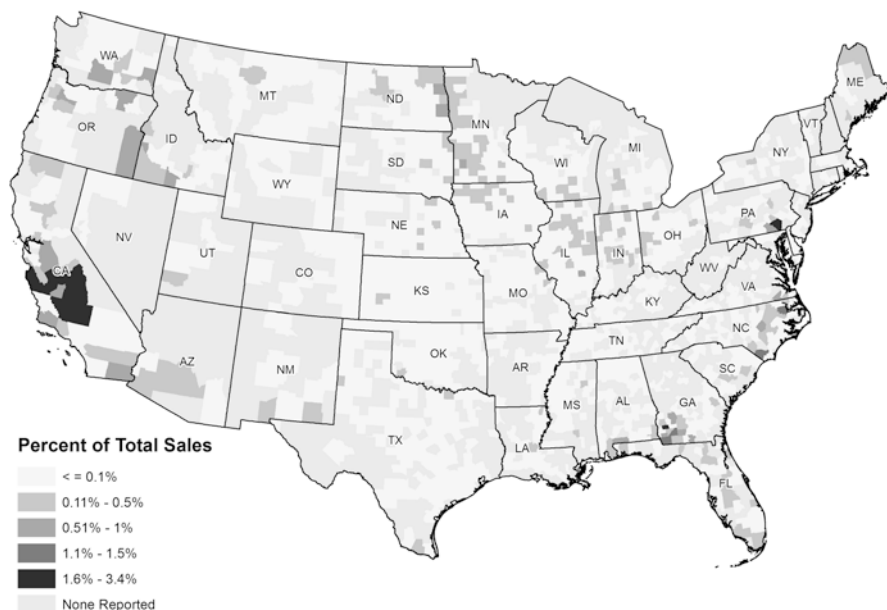 WA
MT
ND
MN
ME
OR
ID
SD
WI
MI
VT
NY
WY
IA
PA
NE
NV
UT
CO
IL
IN
OH
CA
KS
MO
WV
VA
KY
AZ
NM
OK
TN
NC
AR
SC
MS
AL
GA
TX
LA
FL
Percent of Total Sales
< = 0.1%
0.11% - 0.5%
0.51% - 1%
1.1% - 1.5%
1.6% - 3.4%
None Reported